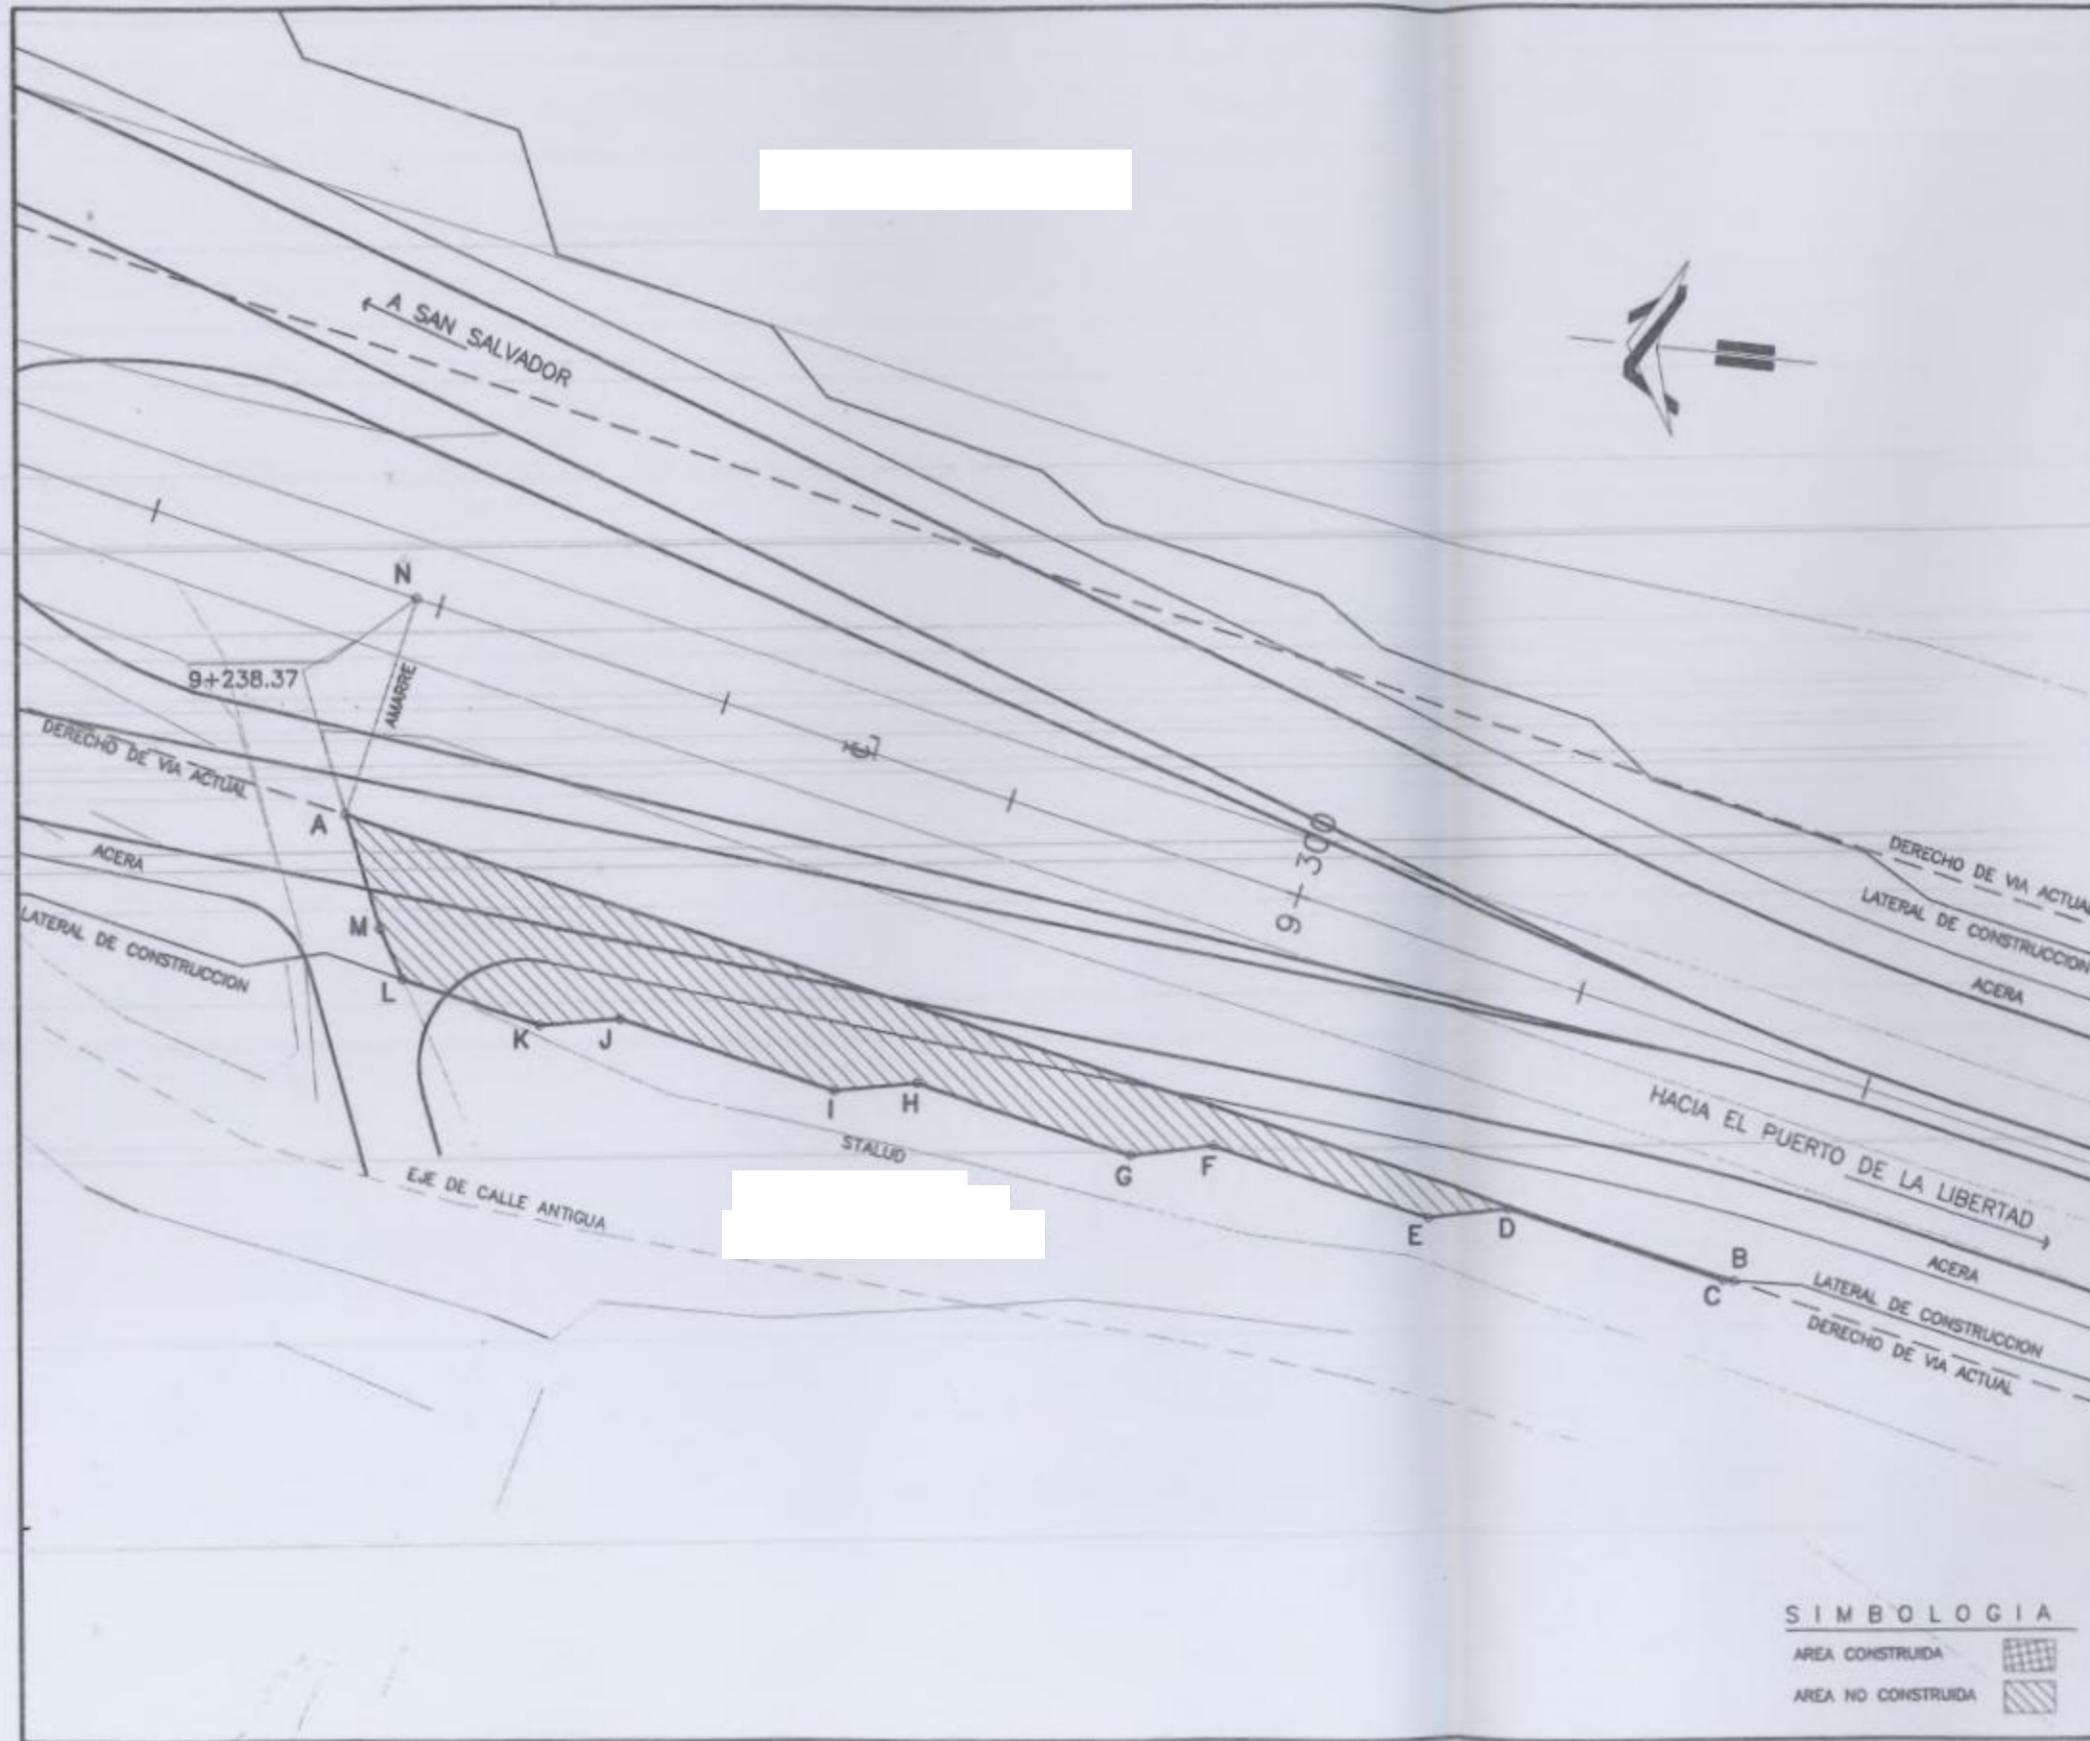 A SAN SALVADOR
N
9+238.37
AMARRE
DERECHO DE VIA ACTUAL
A
ACERA
M
LATERAL DE CONSTRUCCION
L
K
J
I
H
G
F
E
D
B
C
9-300
STALUD
EJE DE CALLE ANTIGUA
DERECHO DE VIA ACTUAL
LATERAL DE CONSTRUCCION
ACERA
HACIA EL PUERTO DE LA LIBERTAD
ACERA
LATERAL DE CONSTRUCCION
DERECHO DE VIA ACTUAL
SIMBOLOGIA
AREA CONSTRUIDA
AREA NO CONSTRUIDA